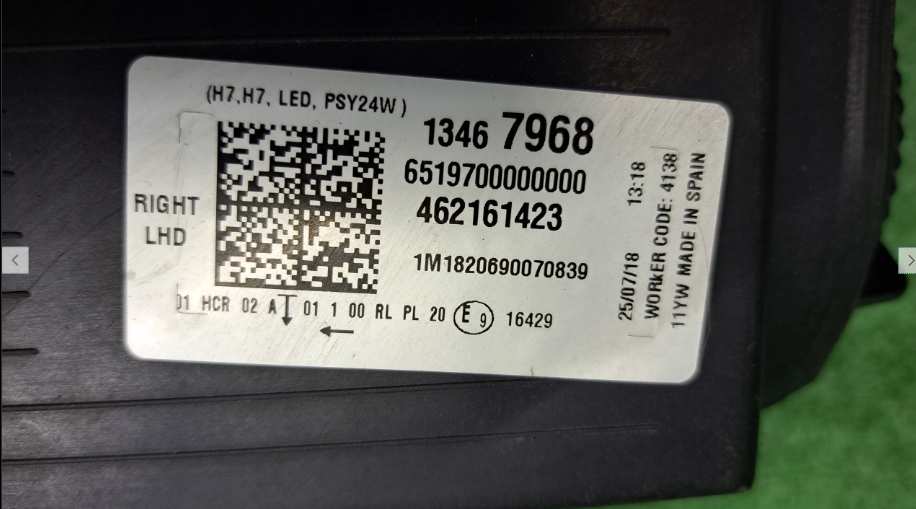 (H7,H7, LED, PSY24W)
1346 7968
6519700000000
462161423
1M1820690070839
RIGHT
LHD
01 HCR 02 A 01 1 00 RL PL 20 E9 16429
25/07/18 13:18
WORKER CODE: 4138
11YW MADE IN SPAIN